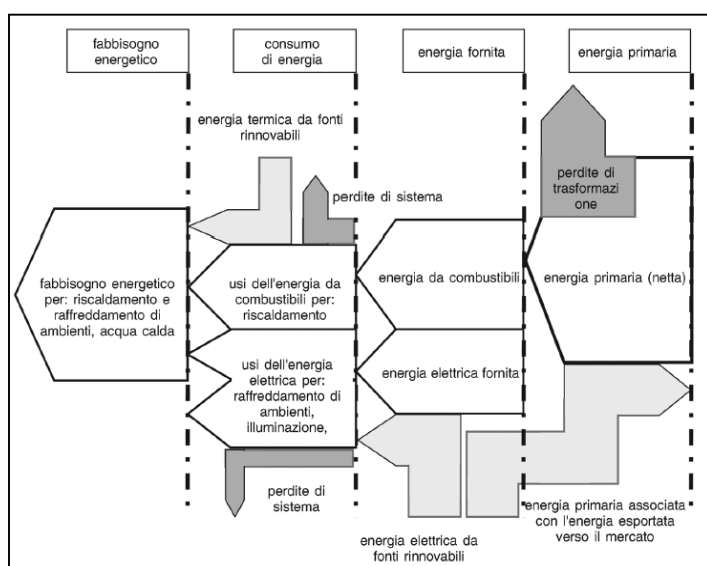 fabbisogno
energetico
consumo
di energia
energia fornita
energia primaria
energia termica da fonti
rinnovabili
perdite di sistema
perdite di
trasformazi
one
fabbisogno energetico
per: riscaldamento e
raffreddamento di
ambienti, acqua calda
usi dell'energia da
combustibili per:
riscaldamento
energia da combustibili
energia primaria (netta)
usi dell'energia
elettrica per:
raffreddamento di
ambienti,
illuminazione,
energia elettrica fornita
perdite di
sistema
energia elettrica da
fonti rinnovabili
energia primaria associata
con l'energia esportata
verso il mercato